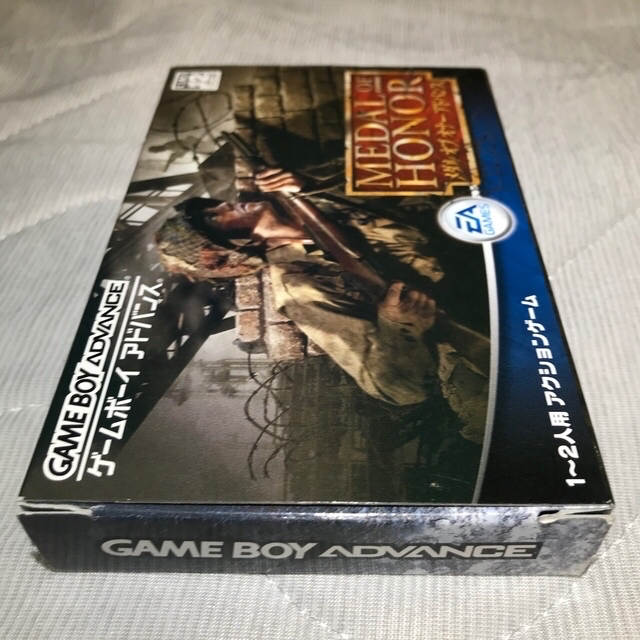 MEDAL OF
HONOR
メダル オブ オナー アドバンス
EA
GAMES
GAME BOY ADVANCE
ゲームボーイ アドバンス
1～2人用 アクションゲーム
GAME BOY ADVANCE